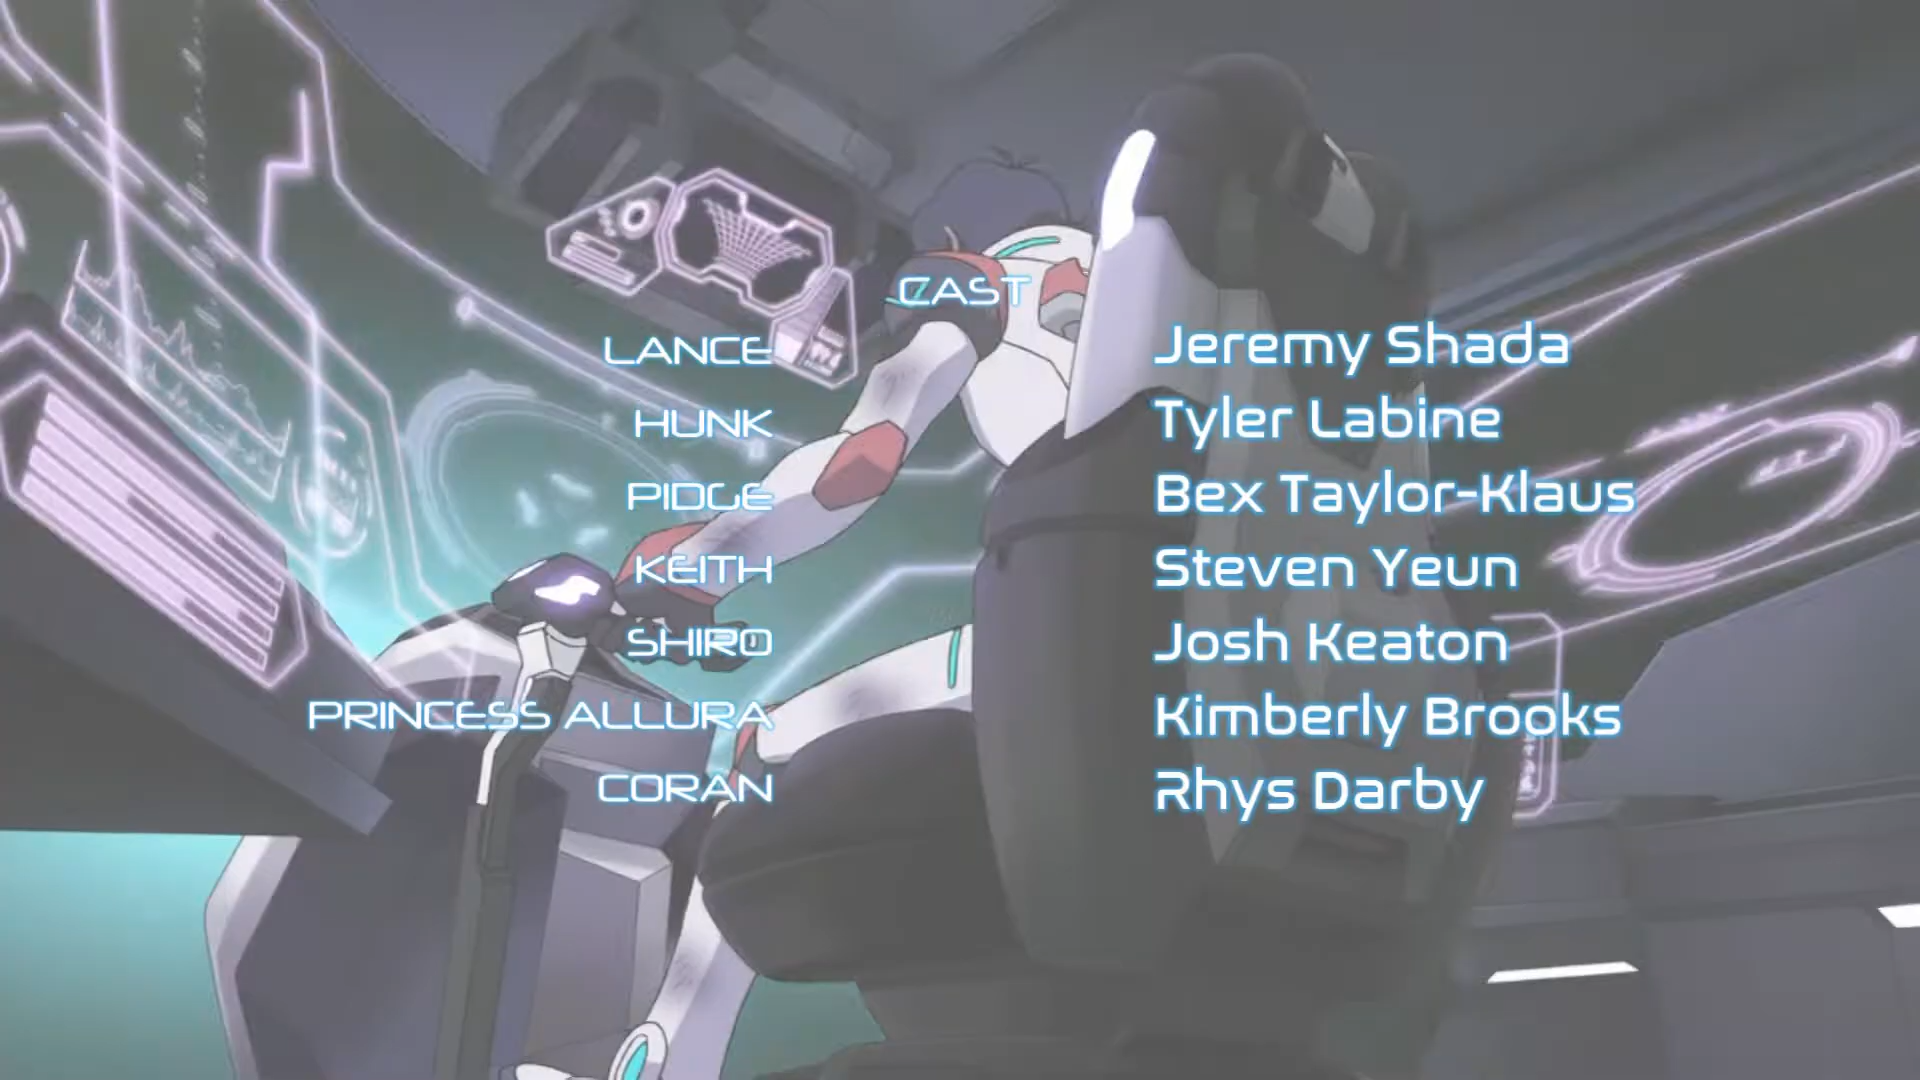 CAST
LANCE Jeremy Shada
HUNK Tyler Labine
PIDGE Bex Taylor-Klaus
KEITH Steven Yeun
SHIRO Josh Keaton
PRINCESS ALLURA Kimberly Brooks
CORAN Rhys Darby